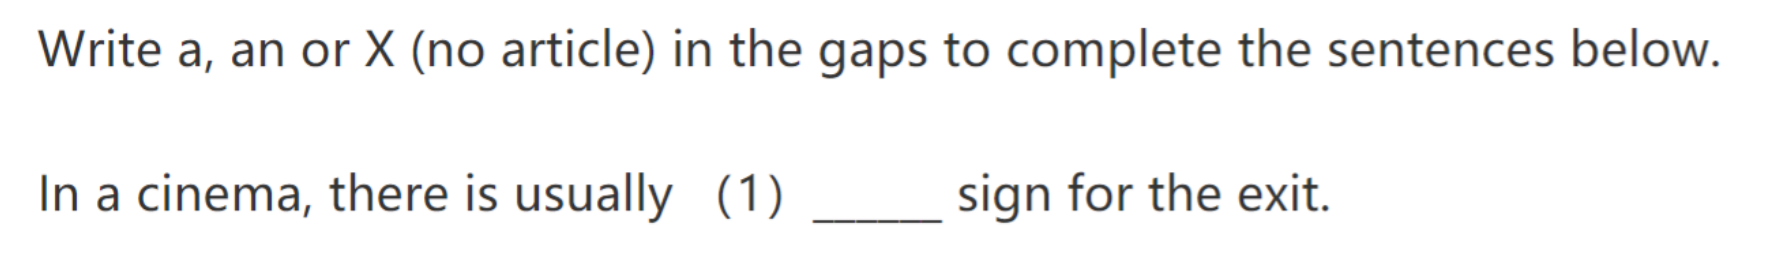 Write a, an or X (no article) in the gaps to complete the sentences below.
In a cinema, there is usually （1）______ sign for the exit.